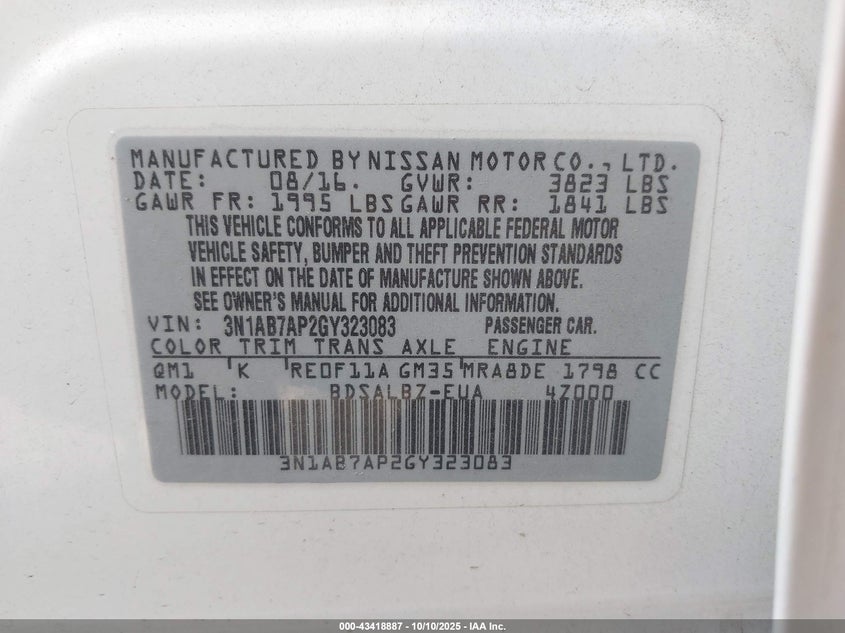 MANUFACTURED BY NISSAN MOTOR CO., LTD.
DATE: 08/16. GVWR: 3823 LBS
GAWR FR: 1995 LBS GAWR RR: 1841 LBS
THIS VEHICLE CONFORMS TO ALL APPLICABLE FEDERAL MOTOR
VEHICLE SAFETY, BUMPER AND THEFT PREVENTION STANDARDS
IN EFFECT ON THE DATE OF MANUFACTURE SHOWN ABOVE.
SEE OWNER'S MANUAL FOR ADDITIONAL INFORMATION.
VIN: 3N1AB7AP2GY323083 PASSENGER CAR.
COLOR TRIM TRANS AXLE ENGINE
QM1 K RE0F11A GM35 MRA8DE 1798 CC
MODEL: BDSALBZ-EUA 4Z000
3N1AB7AP2GY323083
000-43418887 - 10/10/2025 - IAA Inc.